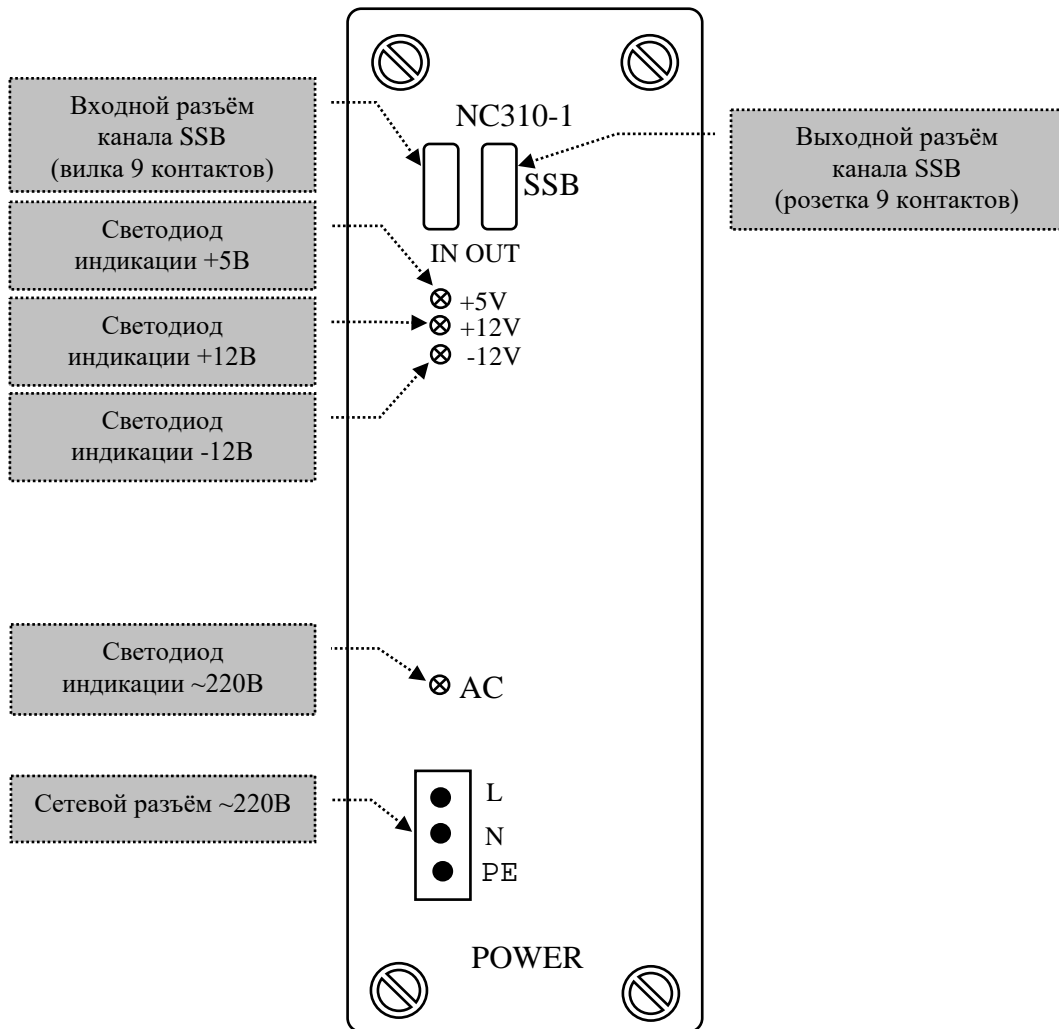 Входной разъём
канала SSB
(вилка 9 контактов)
NC310-1
Выходной разъём
канала SSB
(розетка 9 контактов)
SSB
IN OUT
Светодиод
индикации +5В
+5V
Светодиод
индикации +12В
+12V
-12V
Светодиод
индикации -12В
Светодиод
индикации ~220В
AC
Сетевой разъём ~220В
L
N
PE
POWER